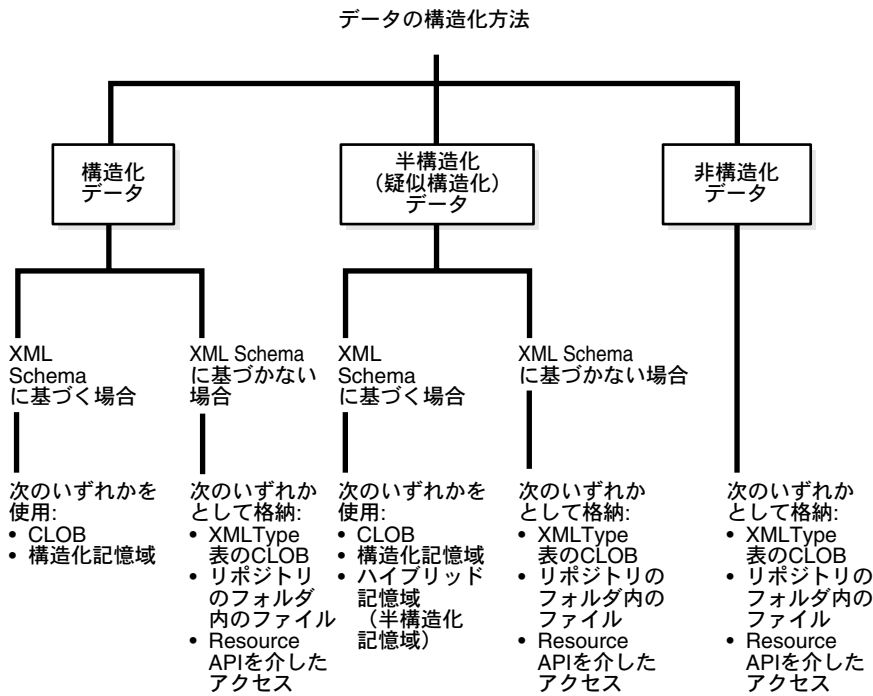 データの構造化方法
構造化
データ
半構造化
（疑似構造化）
データ
非構造化
データ
XML
Schema
に基づく場合
XML Schema
に基づかない
場合
XML
Schema
に基づく場合
XML Schema
に基づかない場合
次のいずれかを
使用:
• CLOB
• 構造化記憶域
次のいずれか
として格納:
• XMLType
表のCLOB
• リポジトリ
のフォルダ
内のファイル
• Resource
APIを介した
アクセス
次のいずれかを
使用:
• CLOB
• 構造化記憶域
• ハイブリッド
記憶域
（半構造化
記憶域）
次のいずれか
として格納:
• XMLType
表のCLOB
• リポジトリの
フォルダ内の
ファイル
• Resource
APIを介した
アクセス
次のいずれか
として格納:
• XMLType
表のCLOB
• リポジトリの
フォルダ内の
ファイル
• Resource
APIを介した
アクセス